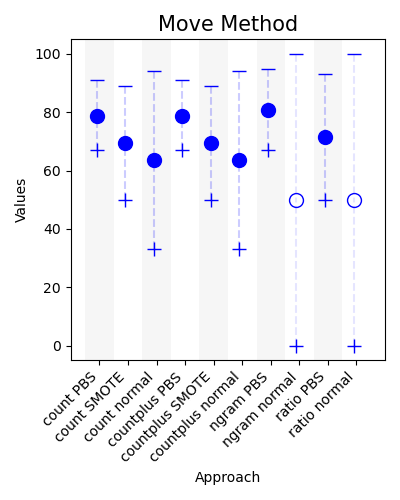 Move Method
100
80
60
40
20
0
Values
count PBS
count SMOTE
count normal
countplus PBS
countplus SMOTE
countplus normal
ngram PBS
ngram normal
ratio PBS
ratio normal
Approach